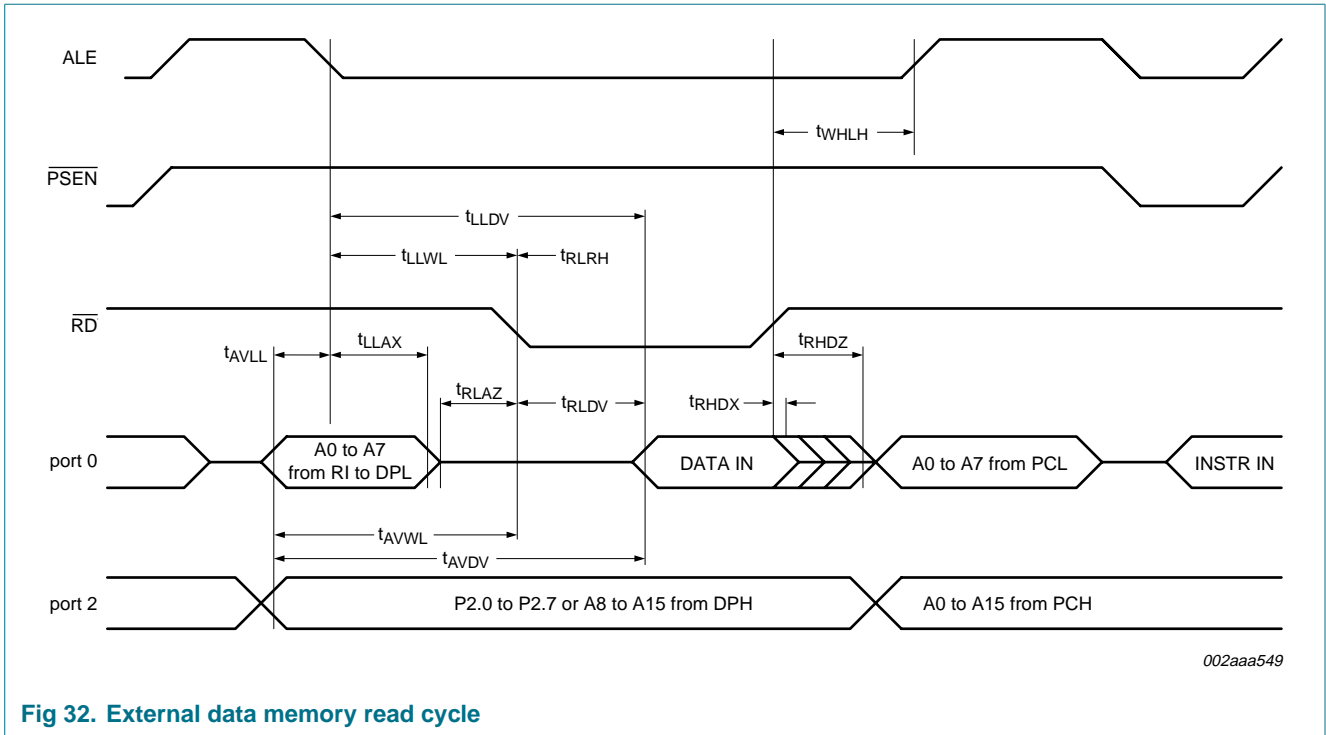 ALE
tWHLH
PSEN
tLLDV
tLLWL
tRLRH
RD
tAVLL
tLLAX
tRHDZ
tRLAZ
tRLDV
tRHDX
port 0
A0 to A7
from RI to DPL
DATA IN
A0 to A7 from PCL
INSTR IN
tAVWL
tAVDV
port 2
P2.0 to P2.7 or A8 to A15 from DPH
A0 to A15 from PCH
002aaa549
Fig 32. External data memory read cycle